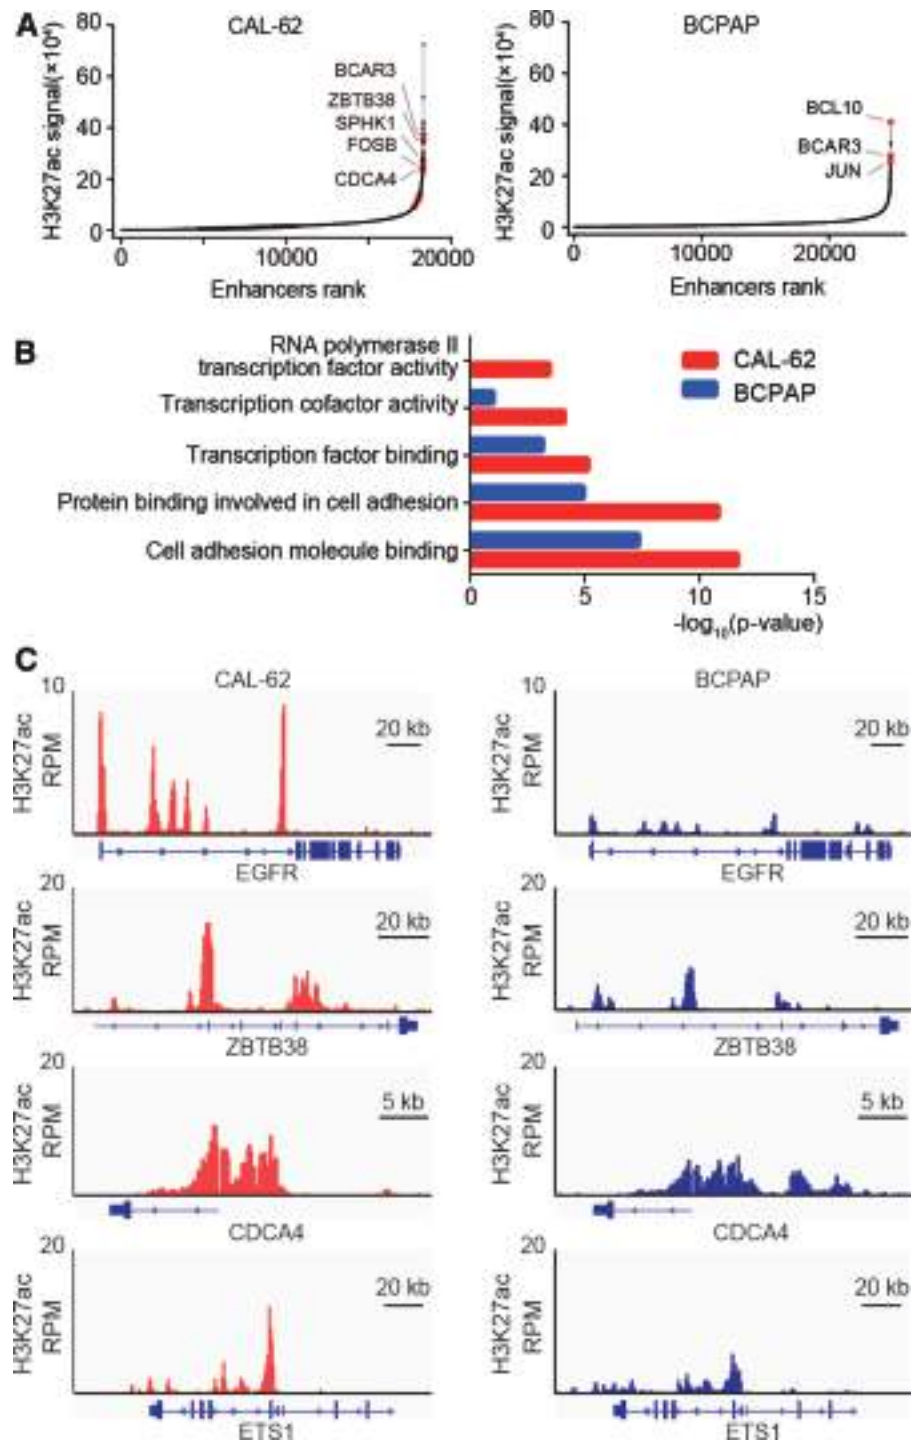 A
CAL-62
H3K27ac signal(×10⁴)
80
60
40
20
0
BCAR3
ZBTB38
SPHK1
FOSB
CDCA4
0 10000 20000
Enhancers rank
BCPAP
H3K27ac signal(×10⁴)
80
60
40
20
0
BCL10
BCAR3
JUN
0 10000 20000
Enhancers rank
B
RNA polymerase II
transcription factor activity
Transcription cofactor activity
Transcription factor binding
Protein binding involved in cell adhesion
Cell adhesion molecule binding
CAL-62
BCPAP
0 5 10 15
-log₁₀(p-value)
C
CAL-62
10
H3K27ac
RPM
20 kb
EGFR
BCPAP
10
H3K27ac
RPM
20 kb
EGFR
20
H3K27ac
RPM
20 kb
ZBTB38
20
H3K27ac
RPM
20 kb
ZBTB38
20
H3K27ac
RPM
5 kb
CDCA4
20
H3K27ac
RPM
5 kb
CDCA4
20
H3K27ac
RPM
20 kb
ETS1
20
H3K27ac
RPM
20 kb
ETS1